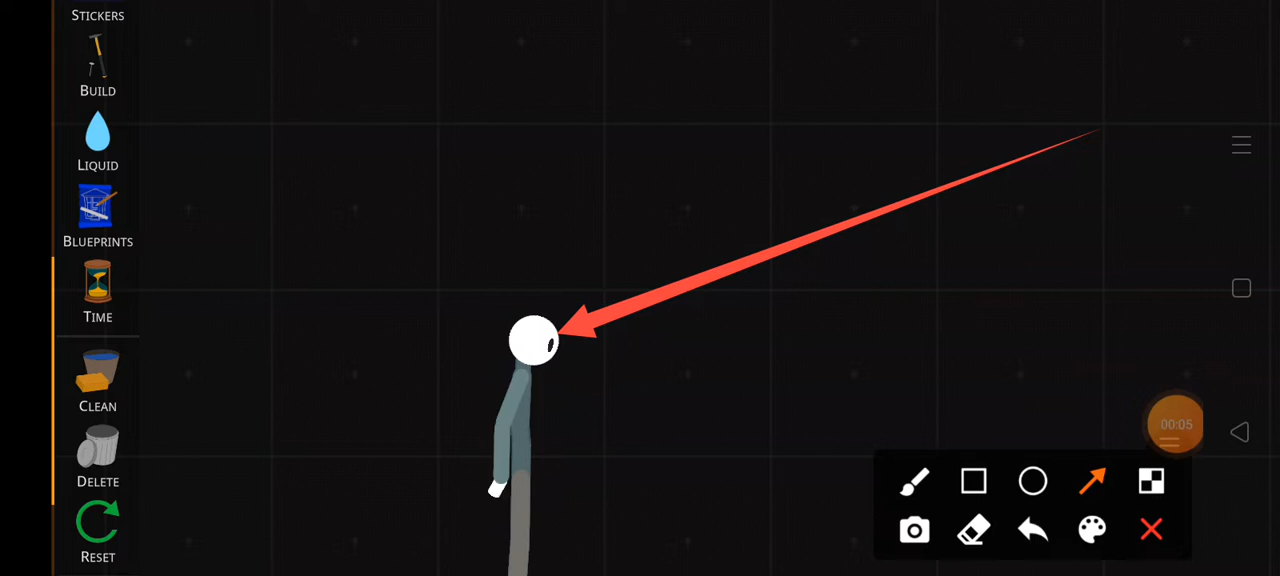 STICKERS
BUILD
LIQUID
BLUEPRINTS
TIME
CLEAN
DELETE
RESET
00:05